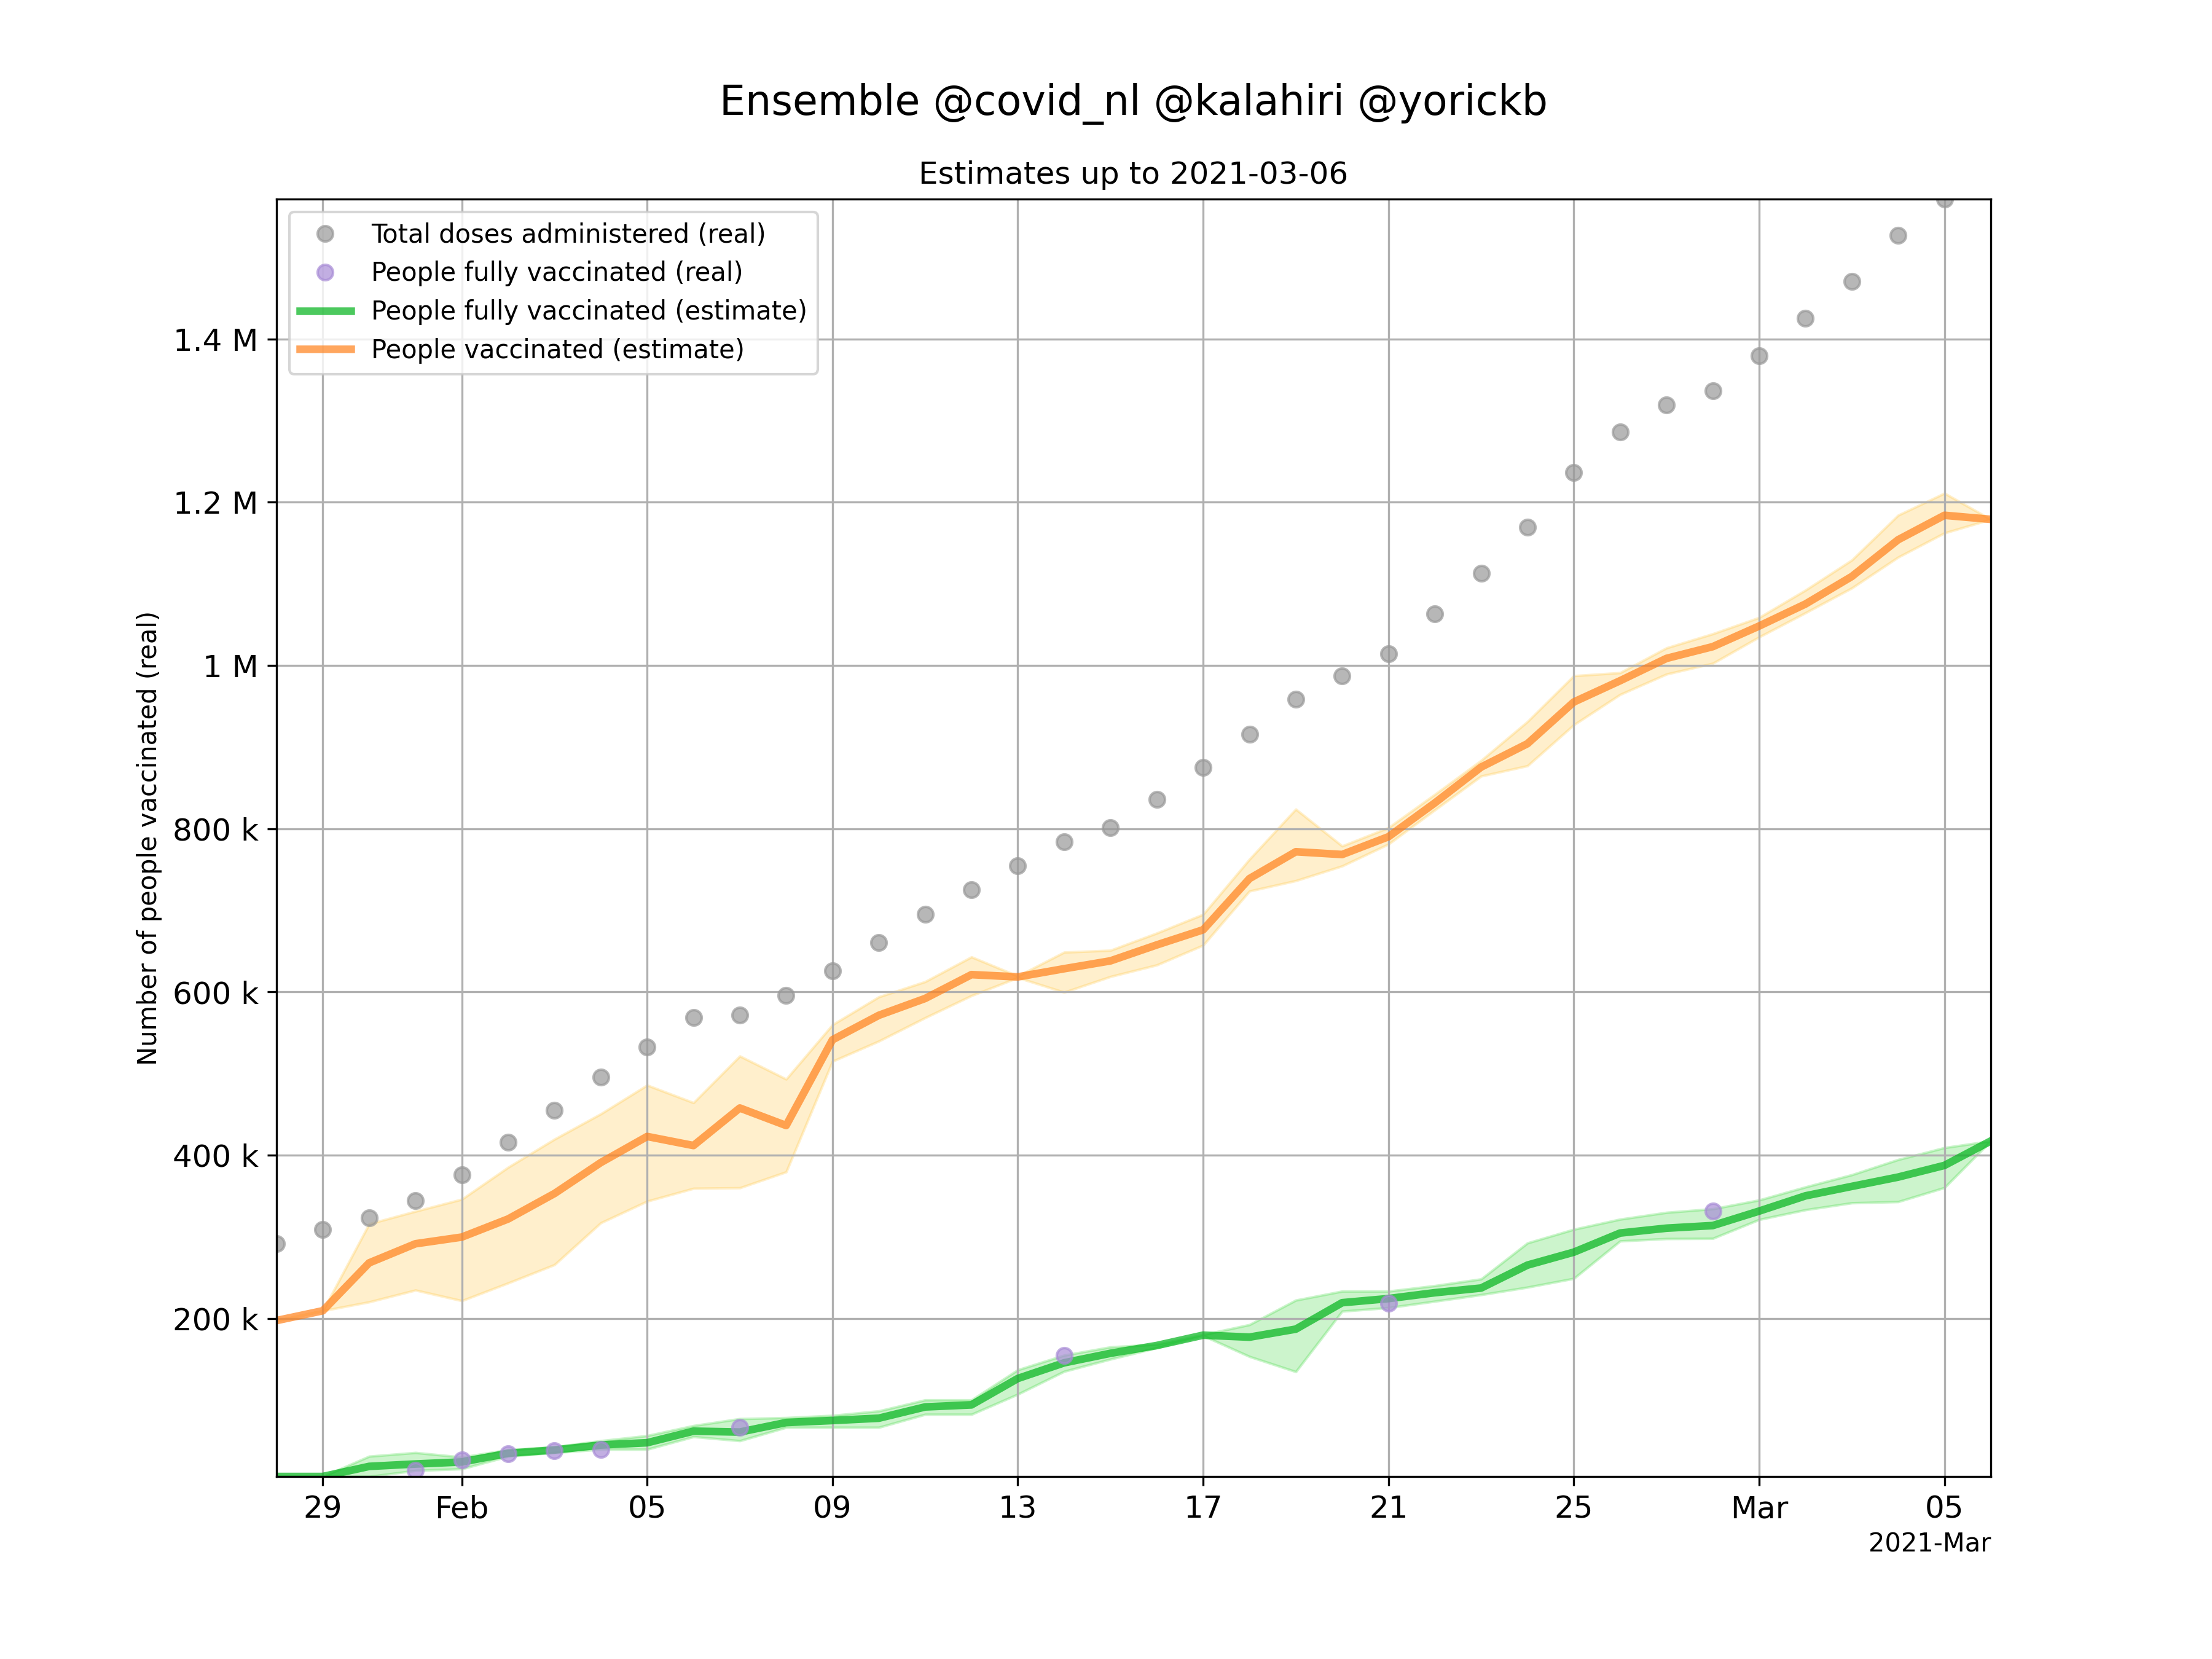 Ensemble @covid_nl @kalahiri @yorickb
Estimates up to 2021-03-06
Total doses administered (real)
People fully vaccinated (real)
People fully vaccinated (estimate)
People vaccinated (estimate)
Number of people vaccinated (real)
1.4 M
1.2 M
1 M
800 k
600 k
400 k
200 k
29 Feb 05 09 13 17 21 25 Mar 05
2021-Mar